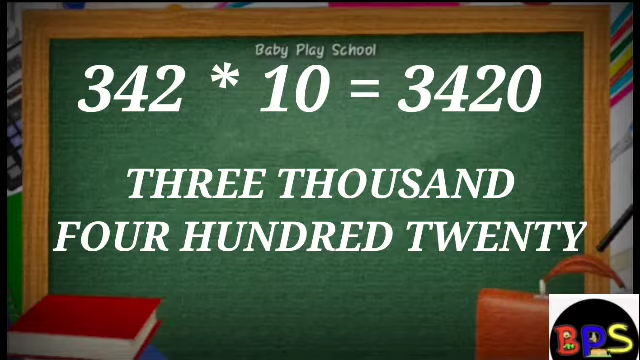 Baby Play School
342 * 10 = 3420
THREE THOUSAND
FOUR HUNDRED TWENTY
BPS